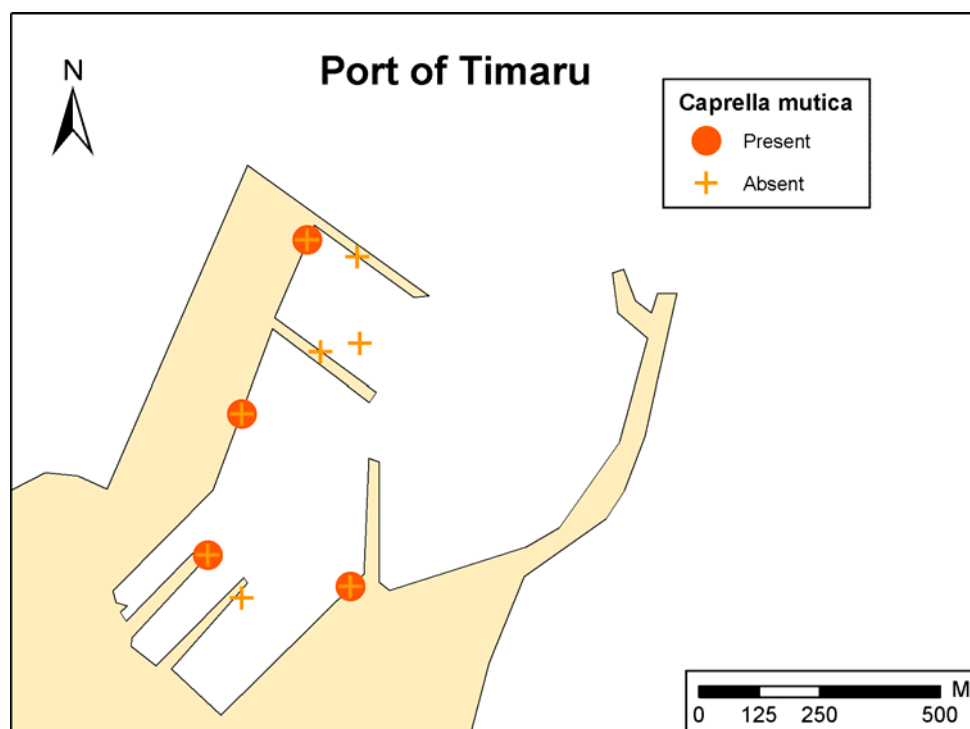 Port of Timaru
N
Caprella mutica
Present
Absent
M
0 125 250 500